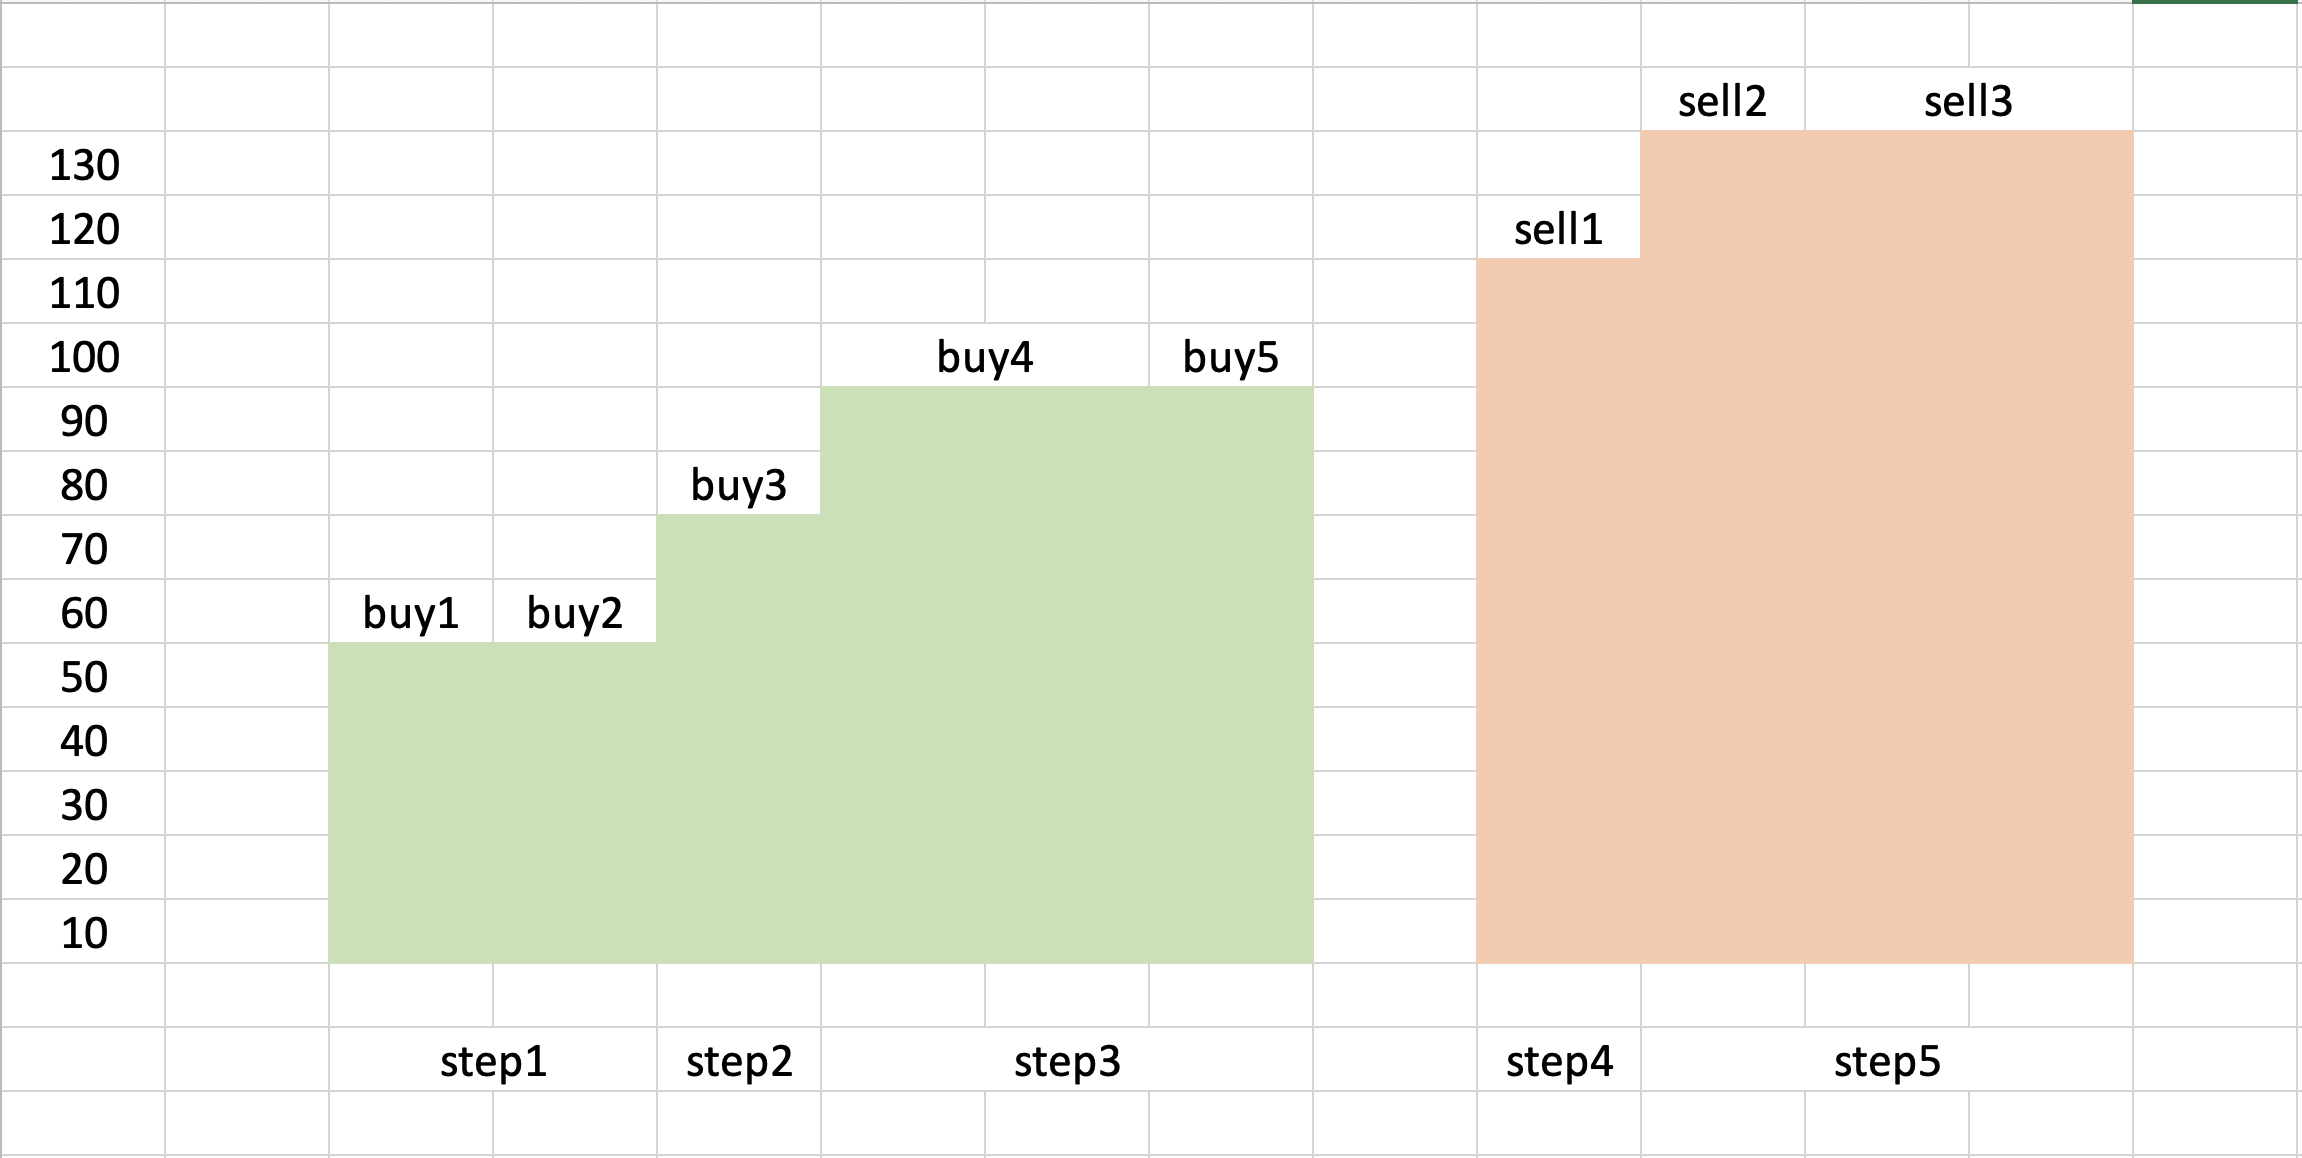 sell2 sell3
130
120 sell1
110
100 buy4 buy5
90
80 buy3
70
60 buy1 buy2
50
40
30
20
10
step1 step2 step3 step4 step5